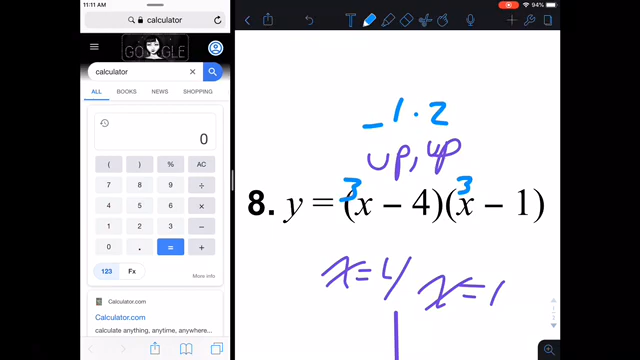 11:11 AM
94%
calculator
GOOGLE
calculator
ALL BOOKS NEWS SHOPPING
0
( ) % AC
7 8 9 ÷
4 5 6 ×
1 2 3 −
0 . = +
123 Fx
More info
Calculator.com
Calculator.com
calculate anything, anytime, anywhere...
T
-1·2
up, up
3 3
8. y = (x − 4)(x − 1)
x=4 x=1